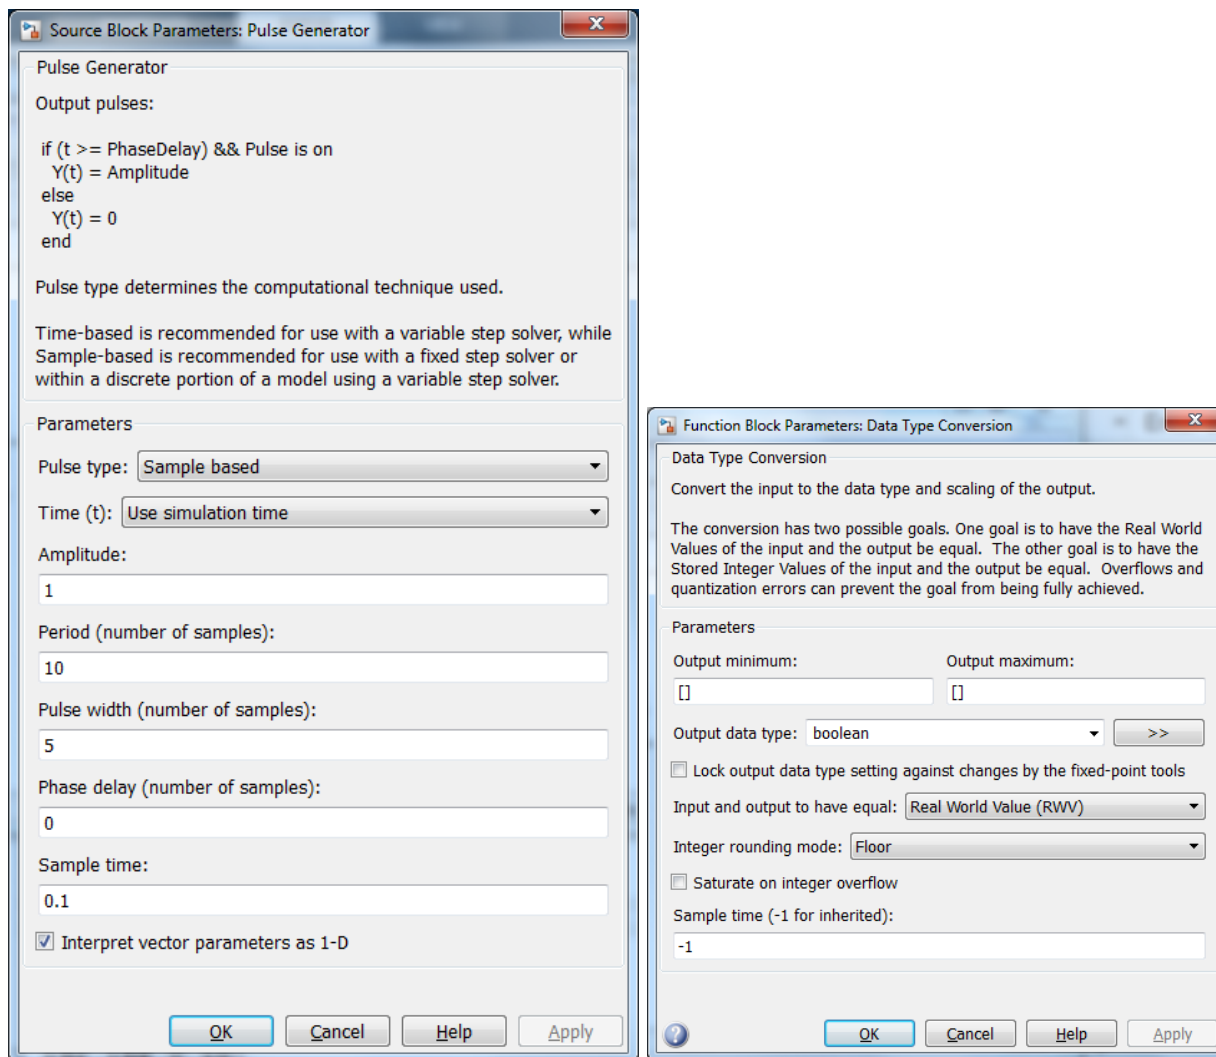 Source Block Parameters: Pulse Generator
Pulse Generator
Output pulses:
if (t >= PhaseDelay) && Pulse is on
Y(t) = Amplitude
else
Y(t) = 0
end
Pulse type determines the computational technique used.
Time-based is recommended for use with a variable step solver, while
Sample-based is recommended for use with a fixed step solver or
within a discrete portion of a model using a variable step solver.
Parameters
Pulse type: Sample based
Time (t): Use simulation time
Amplitude:
1
Period (number of samples):
10
Pulse width (number of samples):
5
Phase delay (number of samples):
0
Sample time:
0.1
Interpret vector parameters as 1-D
OK Cancel Help Apply
Function Block Parameters: Data Type Conversion
Data Type Conversion
Convert the input to the data type and scaling of the output.
The conversion has two possible goals. One goal is to have the Real World
Values of the input and the output be equal. The other goal is to have the
Stored Integer Values of the input and the output be equal. Overflows and
quantization errors can prevent the goal from being fully achieved.
Parameters
Output minimum: Output maximum:
[] []
Output data type: boolean >>
Lock output data type setting against changes by the fixed-point tools
Input and output to have equal: Real World Value (RWV)
Integer rounding mode: Floor
Saturate on integer overflow
Sample time (-1 for inherited):
-1
? OK Cancel Help Apply